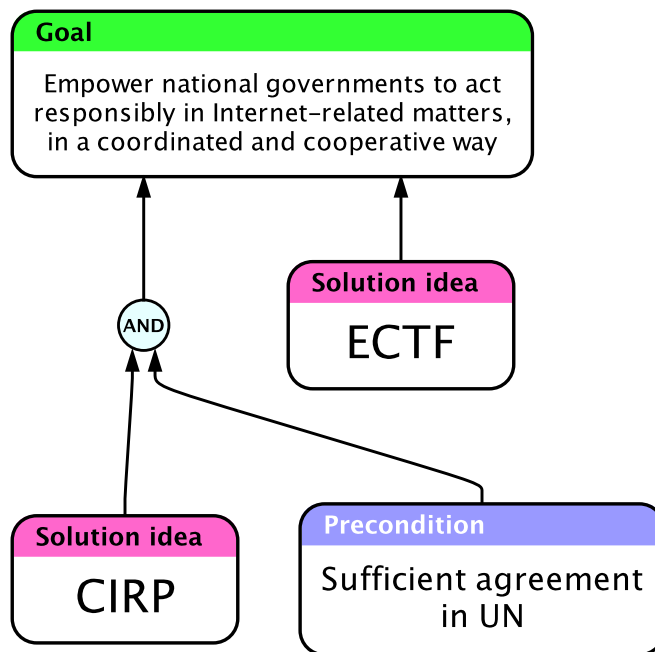 Goal
Empower national governments to act
responsibly in Internet-related matters,
in a coordinated and cooperative way
Solution idea
ECTF
AND
Solution idea
CIRP
Precondition
Sufficient agreement
in UN